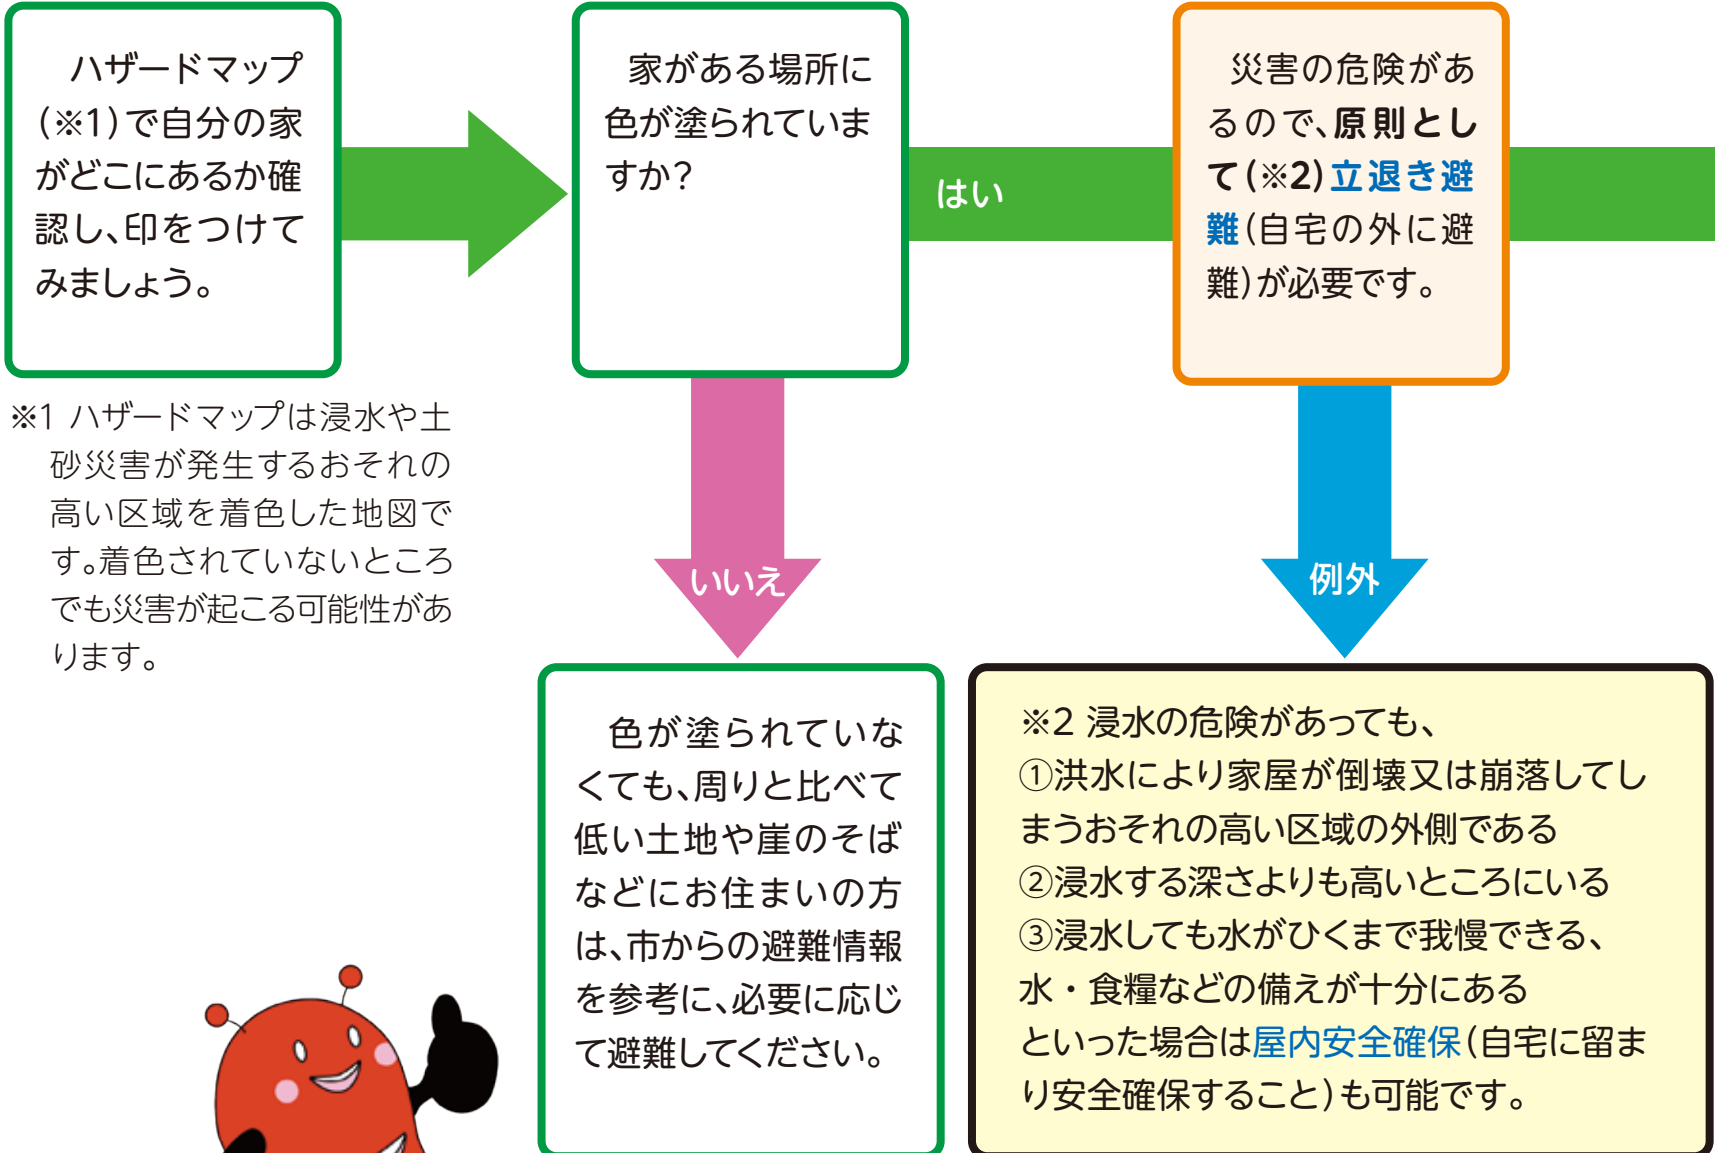 ハザードマップ
(※1)で自分の家
がどこにあるか確
認し、印をつけて
みましょう。
家がある場所に
色が塗られていま
すか?
はい
災害の危険があ
るので、原則とし
て(※2)立退き避
難(自宅の外に避
難)が必要です。
※1 ハザードマップは浸水や土
砂災害が発生するおそれの
高い区域を着色した地図で
す。着色されていないところ
でも災害が起こる可能性があ
ります。
いいえ
例外
色が塗られていな
くても、周りと比べて
低い土地や崖のそば
などにお住まいの方
は、市からの避難情報
を参考に、必要に応じ
て避難してください。
※2 浸水の危険があっても、
①洪水により家屋が倒壊又は崩落してし
まうおそれの高い区域の外側である
②浸水する深さよりも高いところにいる
③浸水しても水がひくまで我慢できる、
水・食糧などの備えが十分にある
といった場合は屋内安全確保(自宅に留ま
り安全確保すること)も可能です。